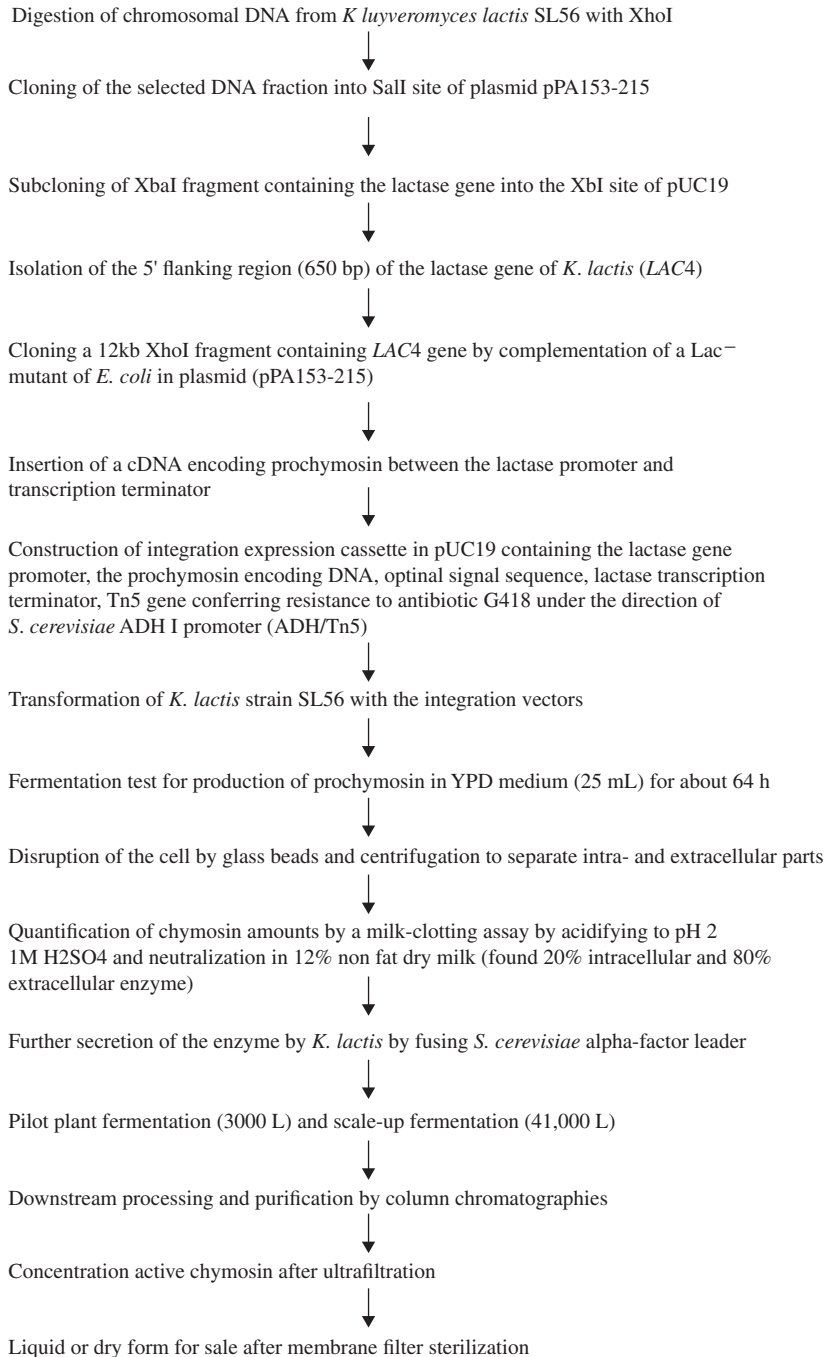 Digestion of chromosomal DNA from K luyveromyces lactis SL56 with XhoI
Cloning of the selected DNA fraction into SalI site of plasmid pPA153-215
Subcloning of XbaI fragment containing the lactase gene into the XbI site of pUC19
Isolation of the 5' flanking region (650 bp) of the lactase gene of K. lactis (LAC4)
Cloning a 12kb XhoI fragment containing LAC4 gene by complementation of a Lac−
mutant of E. coli in plasmid (pPA153-215)
Insertion of a cDNA encoding prochymosin between the lactase promoter and
transcription terminator
Construction of integration expression cassette in pUC19 containing the lactase gene
promoter, the prochymosin encoding DNA, optinal signal sequence, lactase transcription
terminator, Tn5 gene conferring resistance to antibiotic G418 under the direction of
S. cerevisiae ADH I promoter (ADH/Tn5)
Transformation of K. lactis strain SL56 with the integration vectors
Fermentation test for production of prochymosin in YPD medium (25 mL) for about 64 h
Disruption of the cell by glass beads and centrifugation to separate intra- and extracellular parts
Quantification of chymosin amounts by a milk-clotting assay by acidifying to pH 2
1M H2SO4 and neutralization in 12% non fat dry milk (found 20% intracellular and 80%
extracellular enzyme)
Further secretion of the enzyme by K. lactis by fusing S. cerevisiae alpha-factor leader
Pilot plant fermentation (3000 L) and scale-up fermentation (41,000 L)
Downstream processing and purification by column chromatographies
Concentration active chymosin after ultrafiltration
Liquid or dry form for sale after membrane filter sterilization